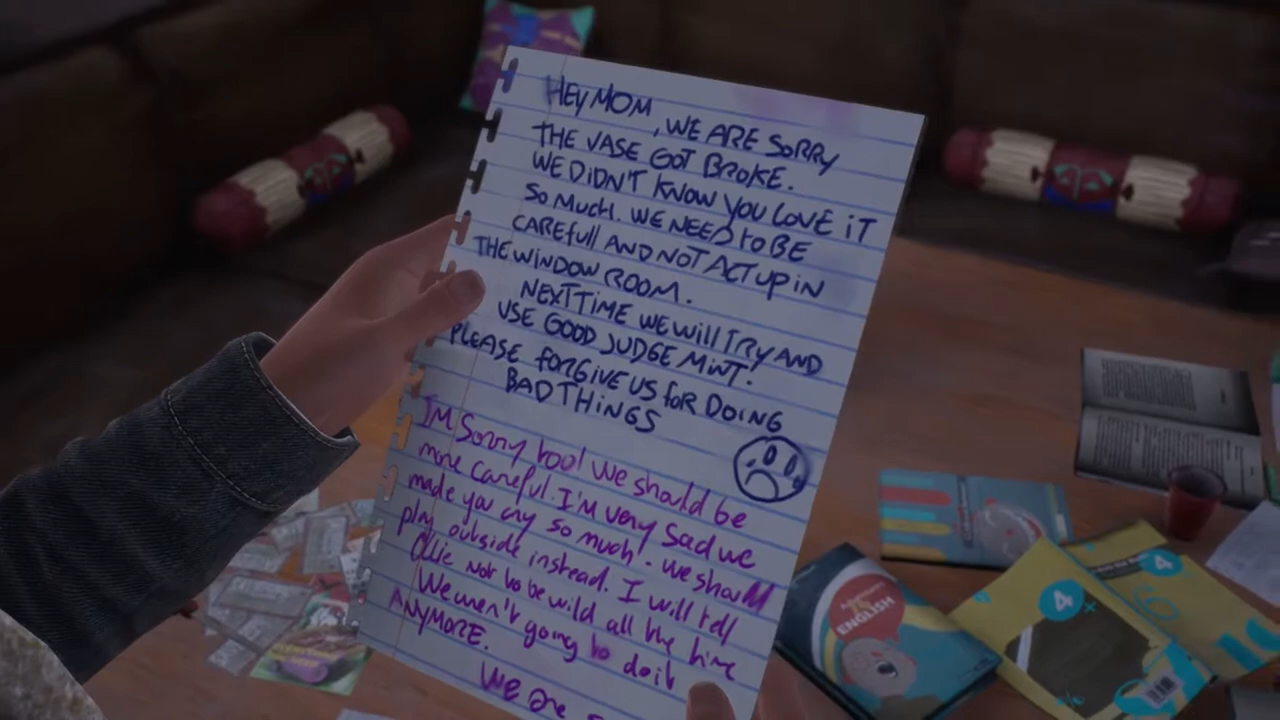 HEY MOM, WE ARE SORRY
THE VASE GOT BROKE.
WE DIDN'T KNOW YOU LOVE iT
SO MUCH. WE NEED to BE
CAREfull AND NOT ACT UP iN
THE WiNDOW ROOM.
NEXT TiME WE Will TRY AND
USE GOOD JUDGE MiNT.
PLEASE FORGiVE US foR DOiNG
BAD THiNGS
I'M Sorry too! We should be
more careful. I'm very sad we
made you cry so much. We should
play outside instead. I will tell
Ollie not to be wild all the time
We weren't going to do it
ANYMORE.
We are
ENGLISH
4
4